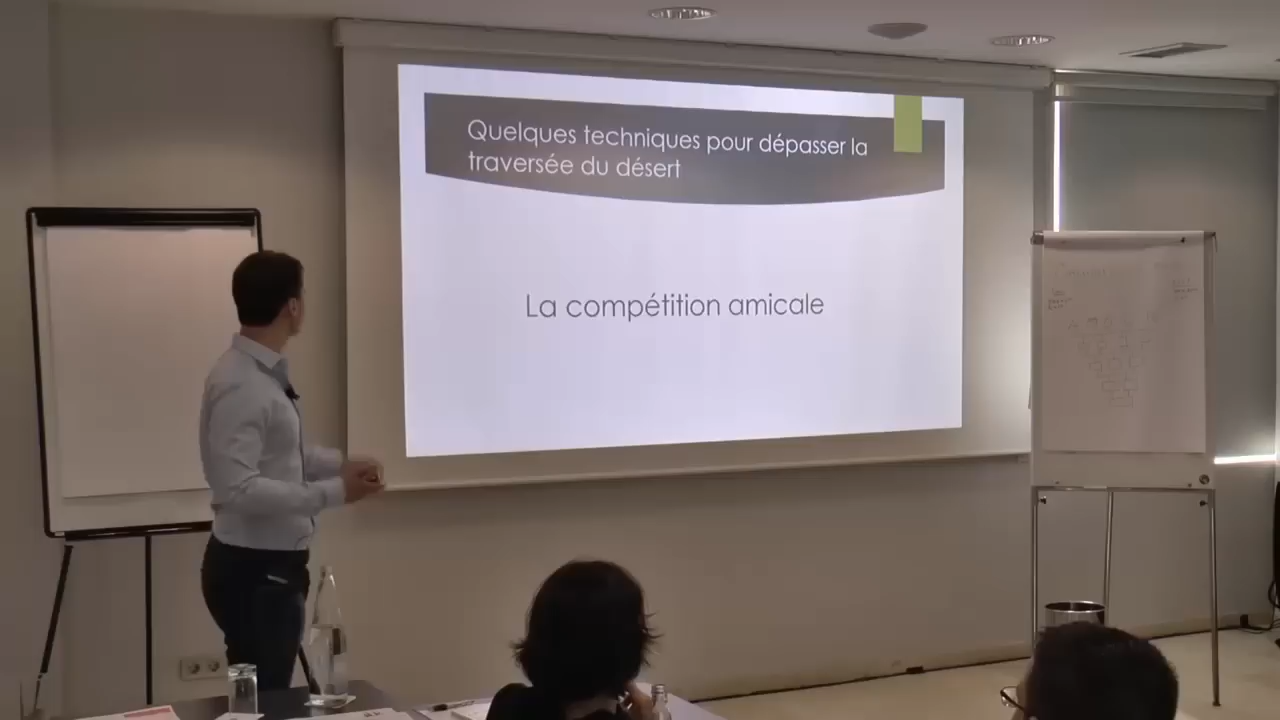 Quelques techniques pour dépasser la
traversée du désert
La compétition amicale